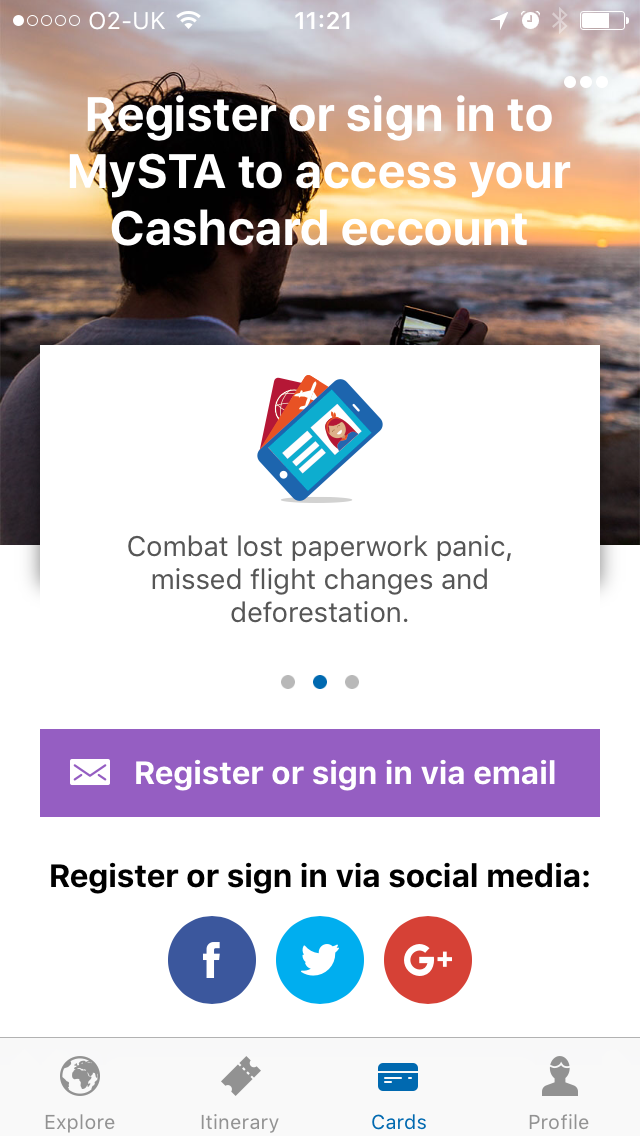 O2-UK 11:21
Register or sign in to
MySTA to access your
Cashcard eccount
Combat lost paperwork panic,
missed flight changes and
deforestation.
Register or sign in via email
Register or sign in via social media:
f G+
Explore Itinerary Cards Profile